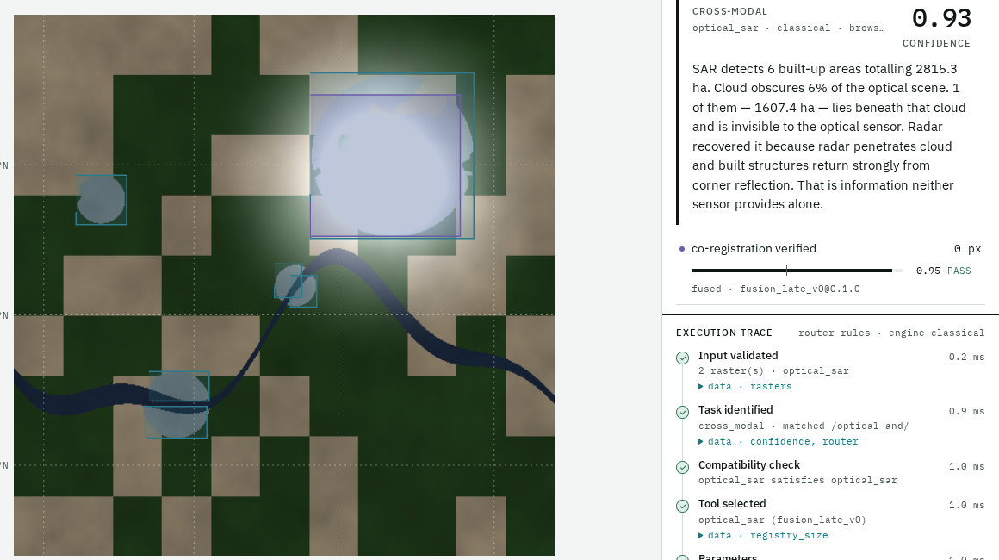 CROSS-MODAL
optical_sar · classical · brows…
0.93
CONFIDENCE
SAR detects 6 built-up areas totalling 2815.3
ha. Cloud obscures 6% of the optical scene. 1
of them — 1607.4 ha — lies beneath that cloud
and is invisible to the optical sensor. Radar
recovered it because radar penetrates cloud
and built structures return strongly from
corner reflection. That is information neither
sensor provides alone.
co-registration verified 0 px
0.95 PASS
fused · fusion_late_v0@0.1.0
EXECUTION TRACE router rules · engine classical
Input validated 0.2 ms
2 raster(s) · optical_sar
data · rasters
Task identified 0.9 ms
cross_modal · matched /optical and/
data · confidence, router
Compatibility check 1.0 ms
optical_sar satisfies optical_sar
Tool selected 1.0 ms
optical_sar (fusion_late_v0)
data · registry_size
Parameters 1.0 ms
°N
°N
°N